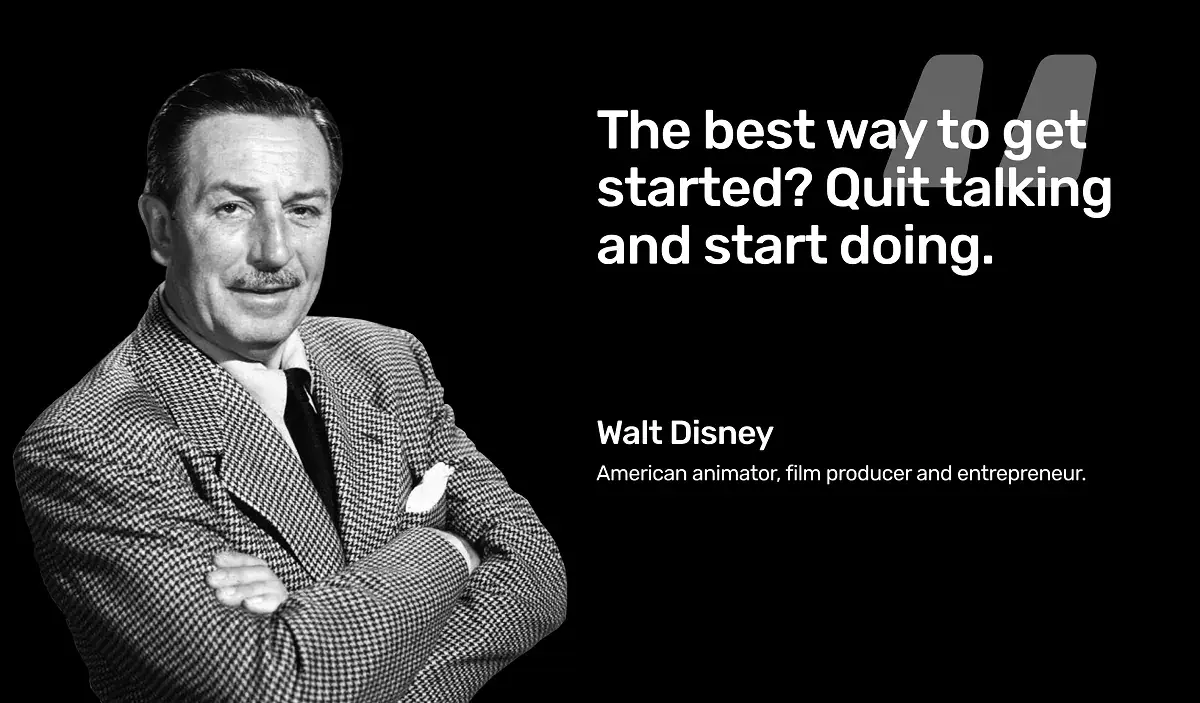 The best way to get
started? Quit talking
and start doing.
Walt Disney
American animator, film producer and entrepreneur.